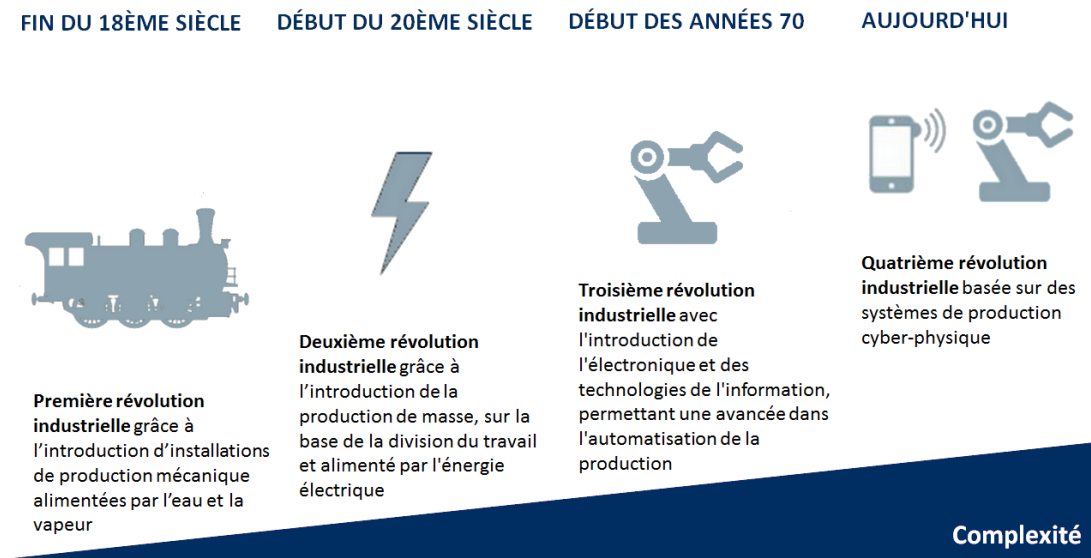 FIN DU 18ÈME SIÈCLE
DÉBUT DU 20ÈME SIÈCLE
DÉBUT DES ANNÉES 70
AUJOURD'HUI
Première révolution
industrielle grâce à
l’introduction d’installations
de production mécanique
alimentées par l’eau et la
vapeur
Deuxième révolution
industrielle grâce à
l’introduction de la
production de masse, sur la
base de la division du travail
et alimenté par l'énergie
électrique
Troisième révolution
industrielle avec
l'introduction de
l'électronique et des
technologies de l'information,
permettant une avancée dans
l'automatisation de la
production
Quatrième révolution
industrielle basée sur des
systèmes de production
cyber-physique
Complexité